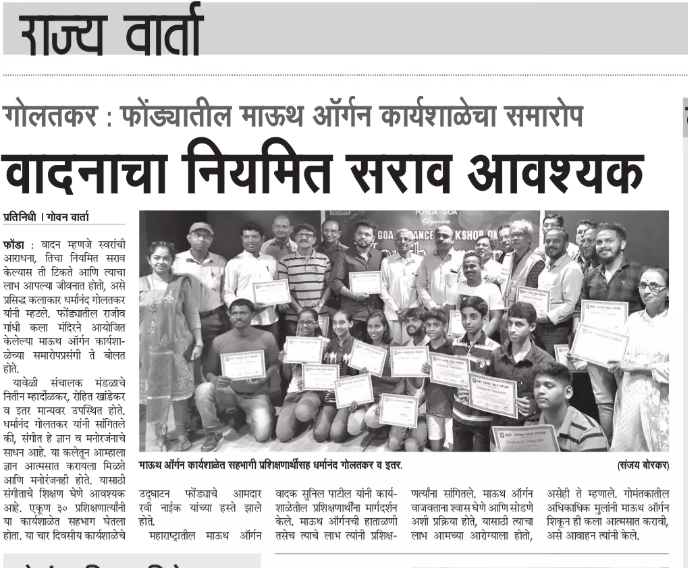 राज्य वार्ता
गोलतकर : फोंड्यातील माऊथ ऑर्गन कार्यशाळेचा समारोप
वादनाचा नियमित सराव आवश्यक
प्रतिनिधी । गोवन वार्ता
फोंडा : वादन म्हणजे स्वरांची
आराधना, तिचा नियमित सराव
केल्यास ती टिकते आणि त्याचा
लाभ आपल्या जीवनात होतो, असे
प्रसिद्ध कलाकार धर्मानंद गोलतकर
यांनी म्हटले. फोंड्यातील राजीव
गांधी कला मंदिरने आयोजित
केलेल्या माऊथ ऑर्गन कार्यशा-
ळेच्या समारोपप्रसंगी ते बोलत
होते.
यावेळी संचालक मंडळाचे
नितीन म्हार्दोळकर, रोहित खांडेकर
व इतर मान्यवर उपस्थित होते.
धर्मानंद गोलतकर यांनी सांगितले
की, संगीत हे ज्ञान व मनोरंजनाचे
साधन आहे. या कलेतून आम्हाला
ज्ञान आत्मसात करायला मिळते
आणि मनोरंजनही होते. यासाठी
संगीताचे शिक्षण घेणे आवश्यक
आहे. एकूण ३० प्रशिक्षणार्थ्यांनी
या कार्यशाळेत सहभाग घेतला
होता. या चार दिवसीय कार्यशाळेचे
PONDA - GOA
माऊथ ऑर्गन कार्यशाळेत सहभागी प्रशिक्षणार्थींसह धर्मानंद गोलतकर व इतर.
(संजय बोरकर)
उद्घाटन फोंड्याचे आमदार
रवी नाईक यांच्या हस्ते झाले
होते.
महाराष्ट्रातील माऊथ ऑर्गन
वादक सुनिल पाटील यांनी कार्य-
शाळेतील प्रशिक्षणार्थींना मार्गदर्शन
केले. माऊथ ऑर्गनची हाताळणी
तसेच त्याचे लाभ त्यांनी प्रशिक्ष-
णर्त्यांना सांगितले. माऊथ ऑर्गन
वाजवताना श्वास घेणे आणि सोडणे
अशी प्रक्रिया होते, यासाठी त्याचा
लाभ आमच्या आरोग्याला होतो,
असेही ते म्हणाले. गोमंतकातील
अधिकाधिक मुलांनी माऊथ ऑर्गन
शिकून ही कला आत्मसात करावी,
असे आवाहन त्यांनी केले.